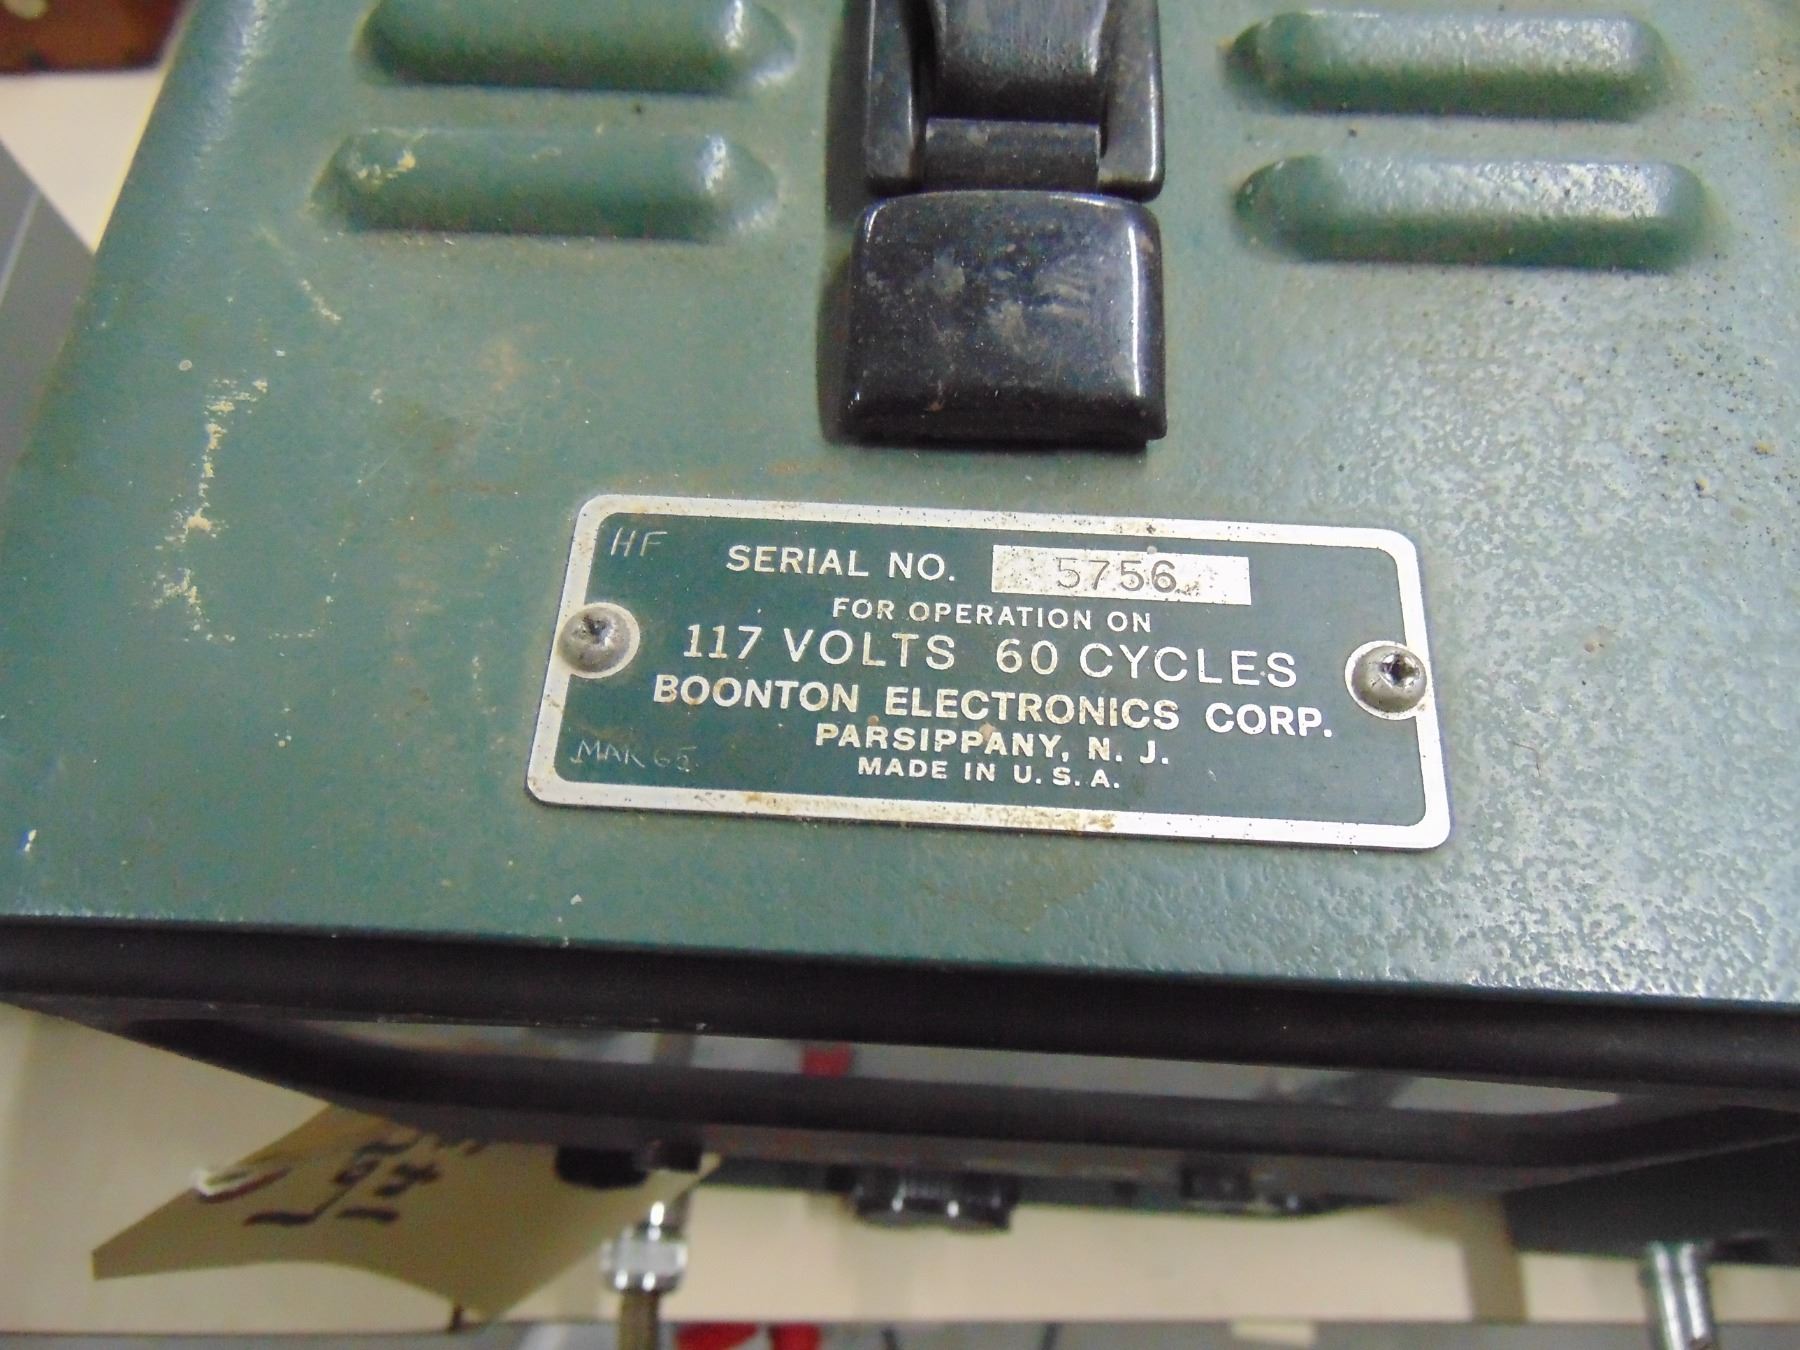 HF
SERIAL NO. 5756
FOR OPERATION ON
117 VOLTS 60 CYCLES
BOONTON ELECTRONICS CORP.
PARSIPPANY, N. J.
MAR 65
MADE IN U.S.A.